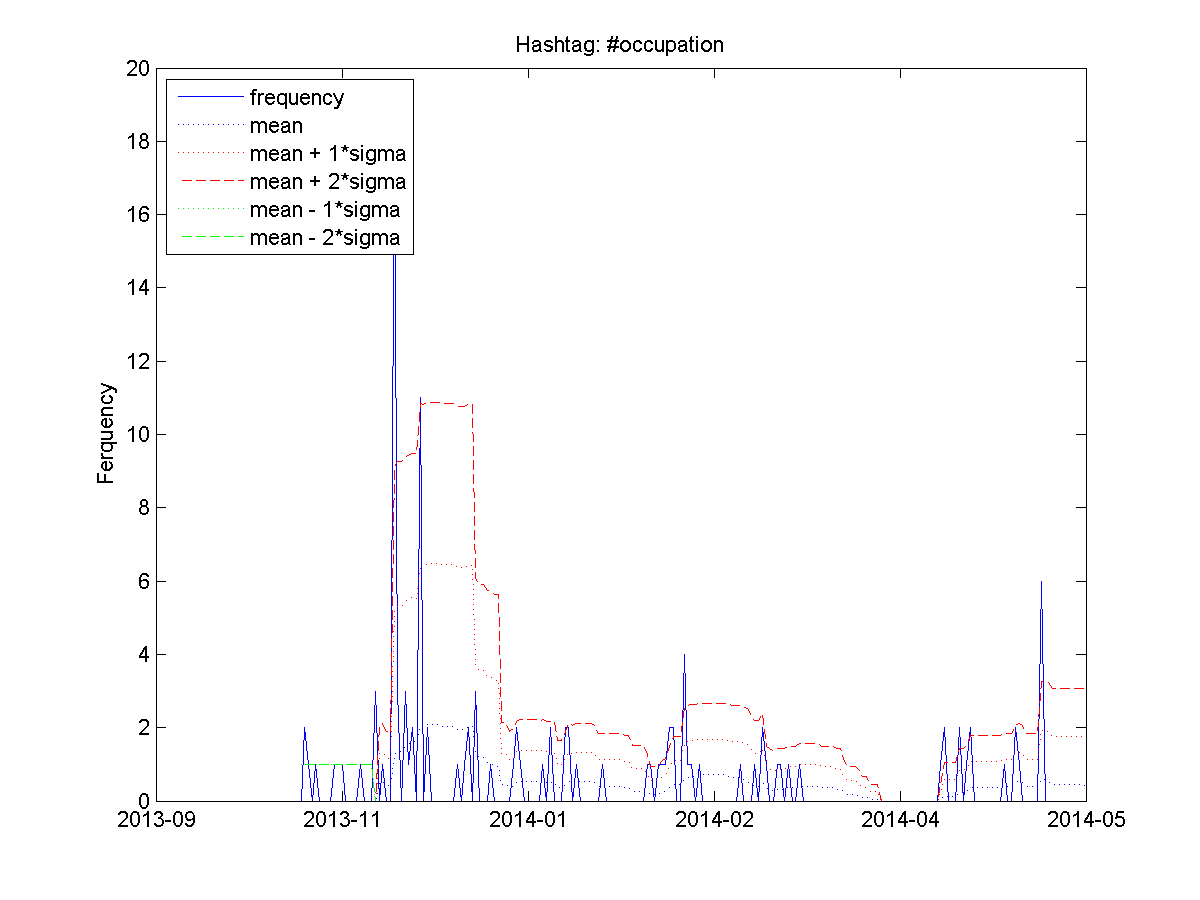 Hashtag: #occupation
20
18
16
14
12
10
8
6
4
2
0
Ferquency
frequency
mean
mean + 1*sigma
mean + 2*sigma
mean - 1*sigma
mean - 2*sigma
2013-09 2013-11 2014-01 2014-02 2014-04 2014-05